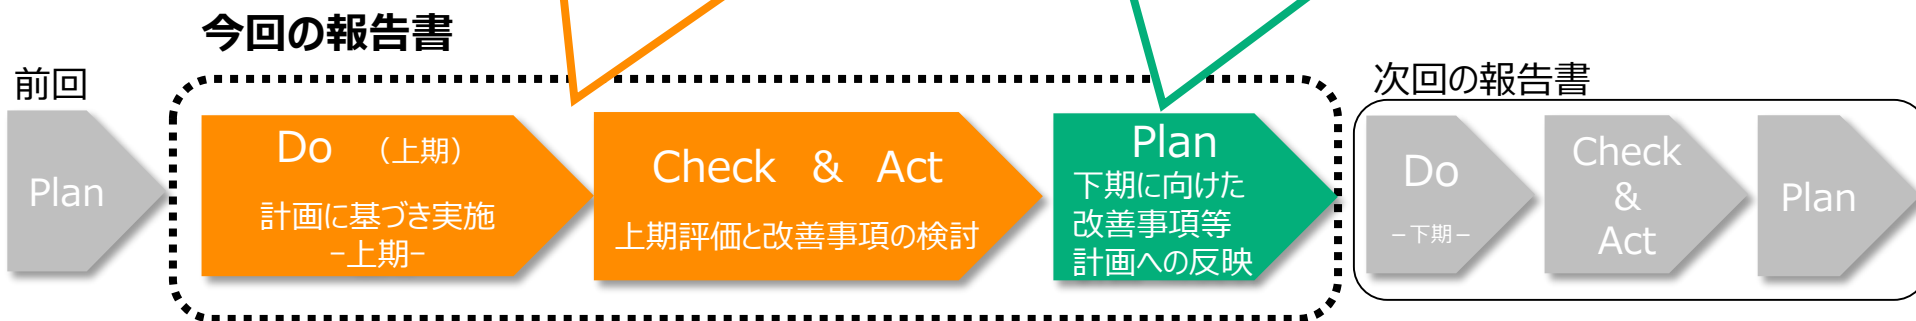 今回の報告書
前回
Plan
Do （上期）
計画に基づき実施
−上期−
Check ＆ Act
上期評価と改善事項の検討
Plan
下期に向けた
改善事項等
計画への反映
次回の報告書
Do
−下期−
Check
&
Act
Plan